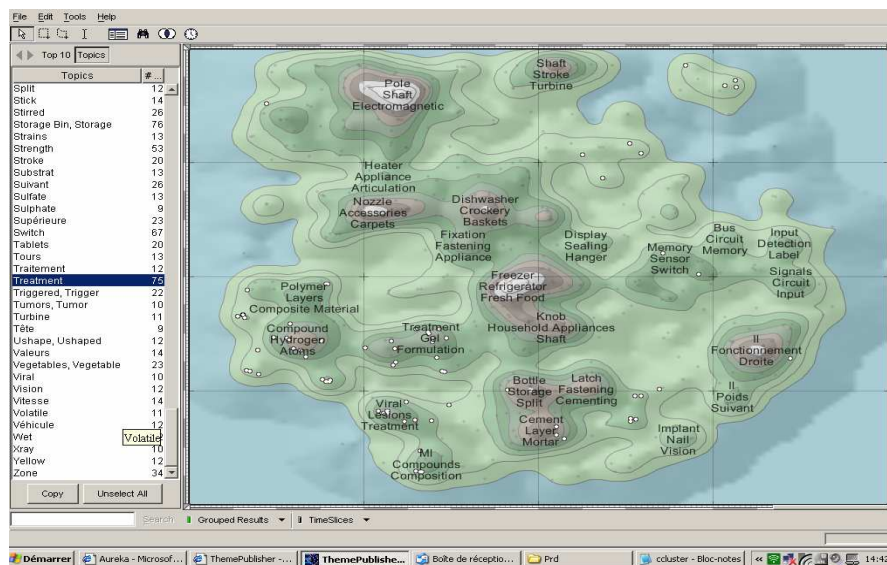 File Edit Tools Help
Top 10 Topics
Topics # ...
Split 12
Stick 14
Stirred 26
Storage Bin, Storage 76
Strains 13
Strength 53
Stroke 20
Substrat 13
Suivant 26
Sulfate 13
Sulphate 9
Supérieure 23
Switch 67
Tablets 20
Tours 13
Traitement 12
Treatment 75
Triggered, Trigger 22
Tumors, Tumor 10
Turbine 11
Tête 9
Ushape, Ushaped 12
Valeurs 14
Vegetables, Vegetable 23
Viral 10
Vision 12
Vitesse 14
Volatile 11
Véhicule 12
Wet
Volatile
Xray 10
Yellow 12
Zone 34
Copy Unselect All
Search Grouped Results TimeSlices
Pole
Shaft
Electromagnetic
Shaft
Stroke
Turbine
Heater
Appliance
Articulation
Nozzle
Accessories
Carpets
Dishwasher
Crockery
Baskets
Fixation
Fastening
Appliance
Display
Sealing
Hanger
Memory
Sensor
Switch
Bus
Circuit
Memory
Input
Detection
Label
Signals
Circuit
Input
Polymer
Layers
Composite Material
Freezer
Refrigerator
Fresh Food
Compound
Hydrogen
Atoms
Treatment
Gel
Formulation
Knob
Household Appliances
Shaft
Il
Fonctionnement
Droite
Bottle
Storage
Split
Latch
Fastening
Cementing
Il
Poids
Suivant
Viral
Lesions
Treatment
Cement
Layer
Mortar
Implant
Nail
Vision
Ml
Compounds
Composition
Démarrer Aureka - Microsof... ThemePublisher -... ThemePublishe... Boîte de réceptio... Prd ccluster - Bloc-notes « 14:42